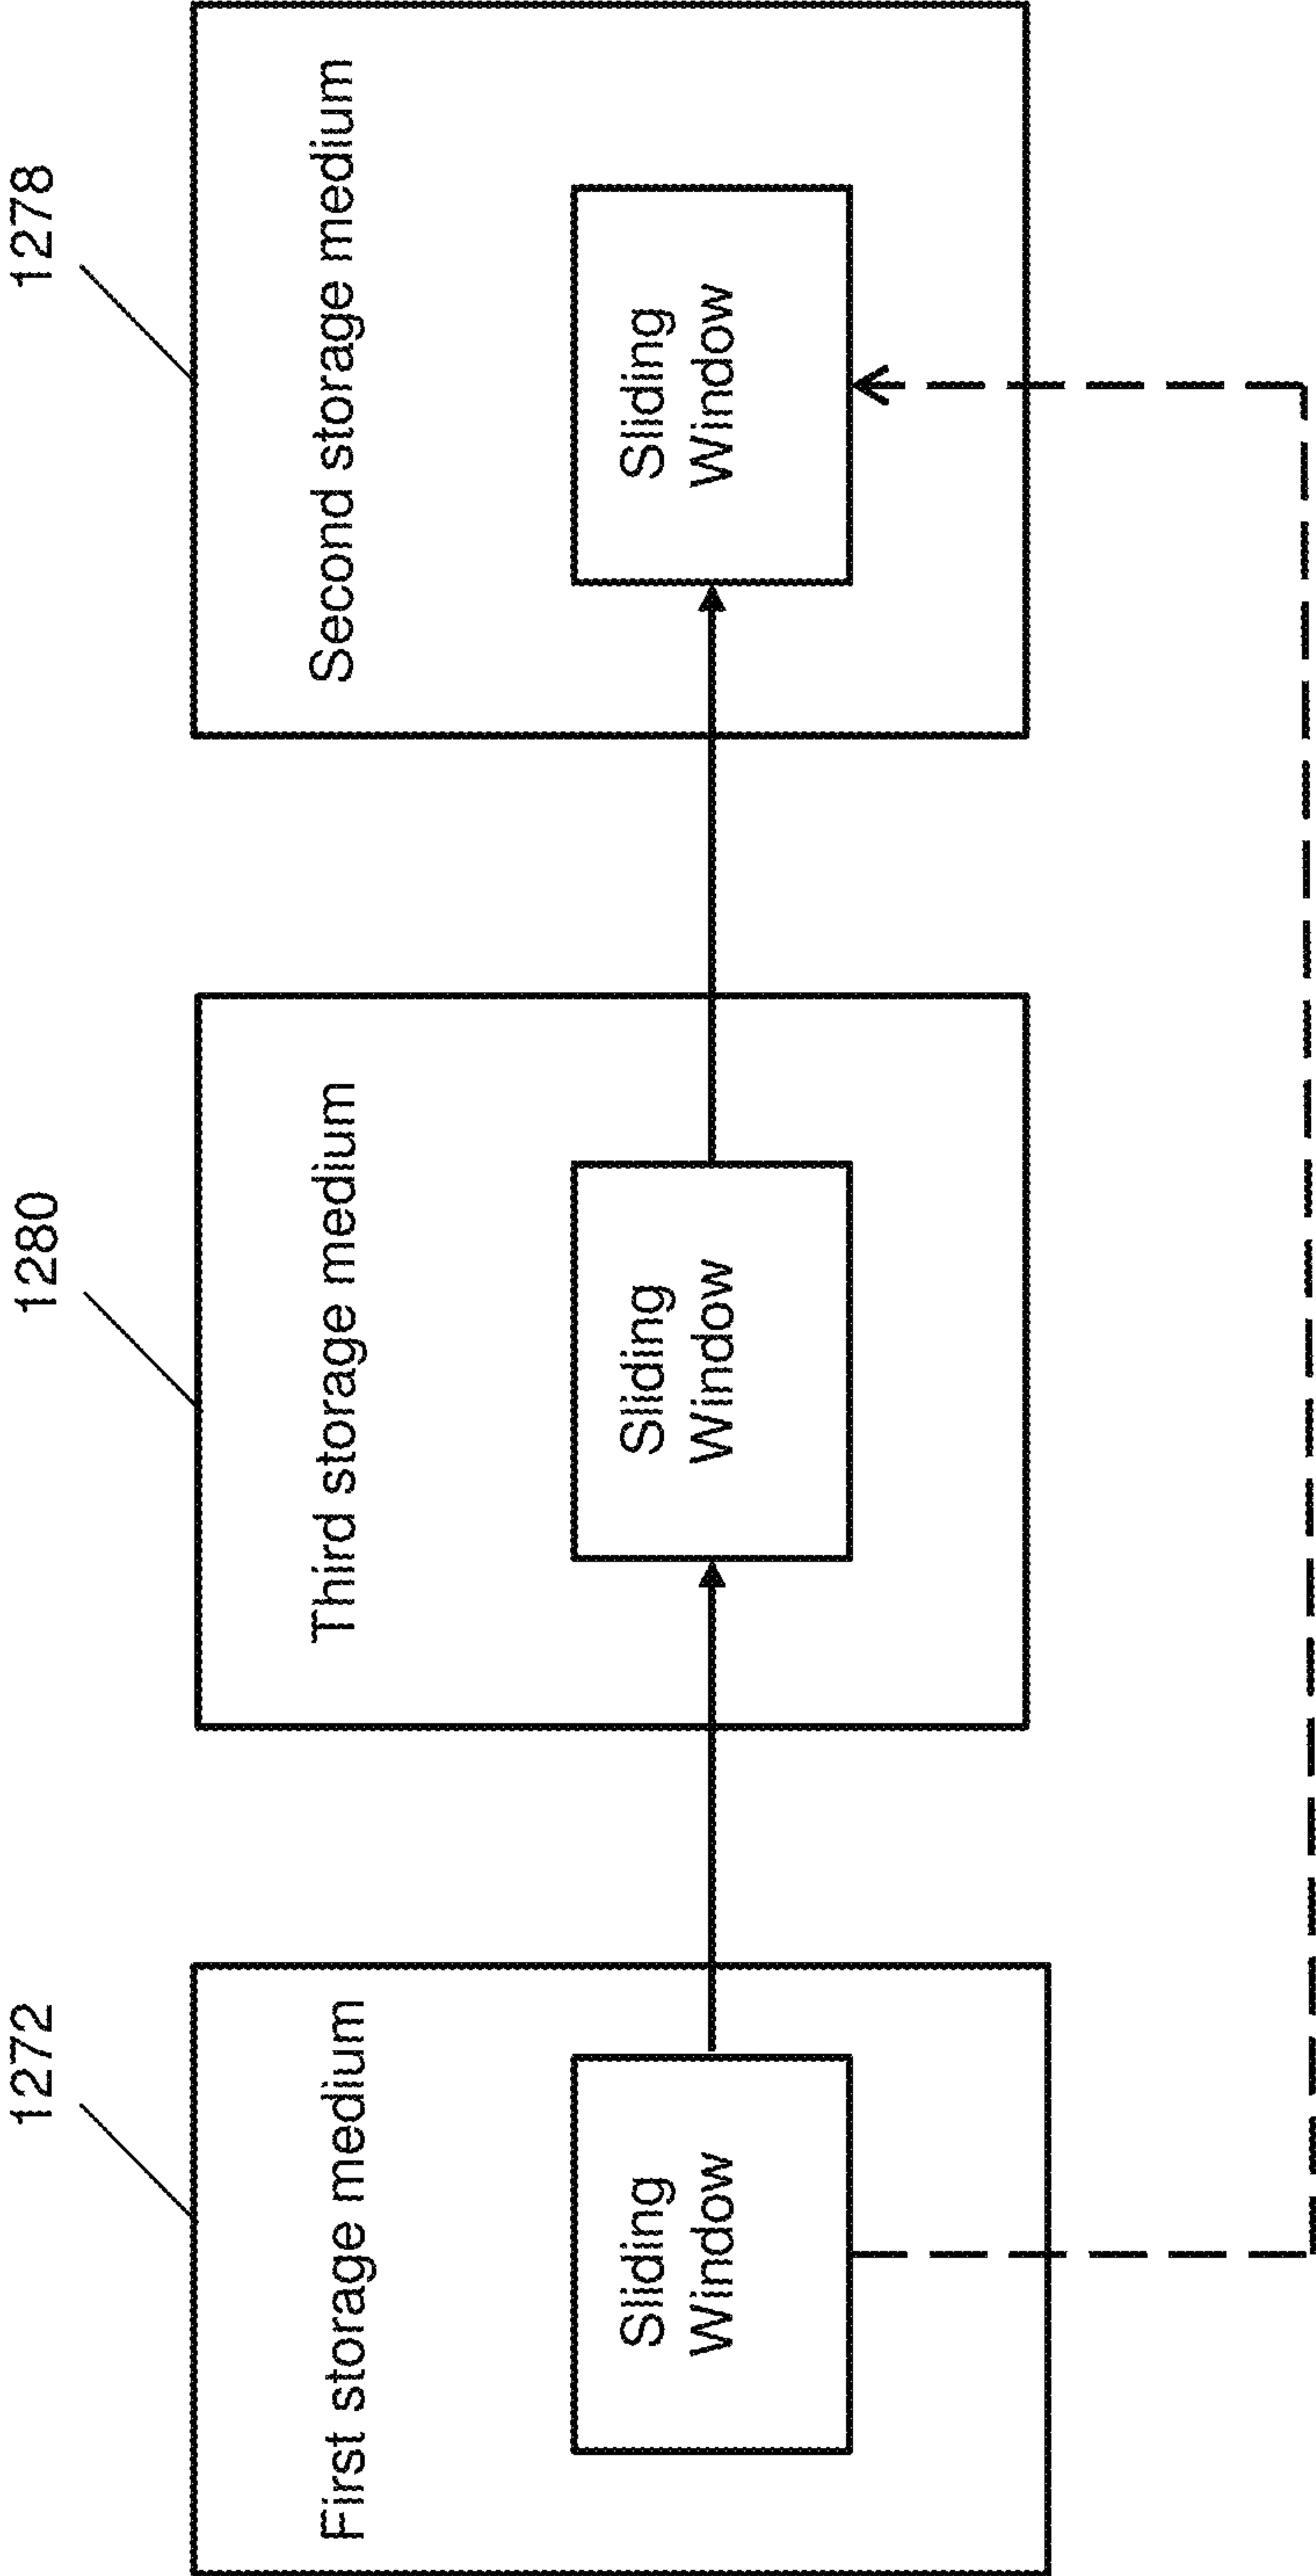 1272
1280
1278
First storage medium
Third storage medium
Second storage medium
Sliding
Window
Sliding
Window
Sliding
Window